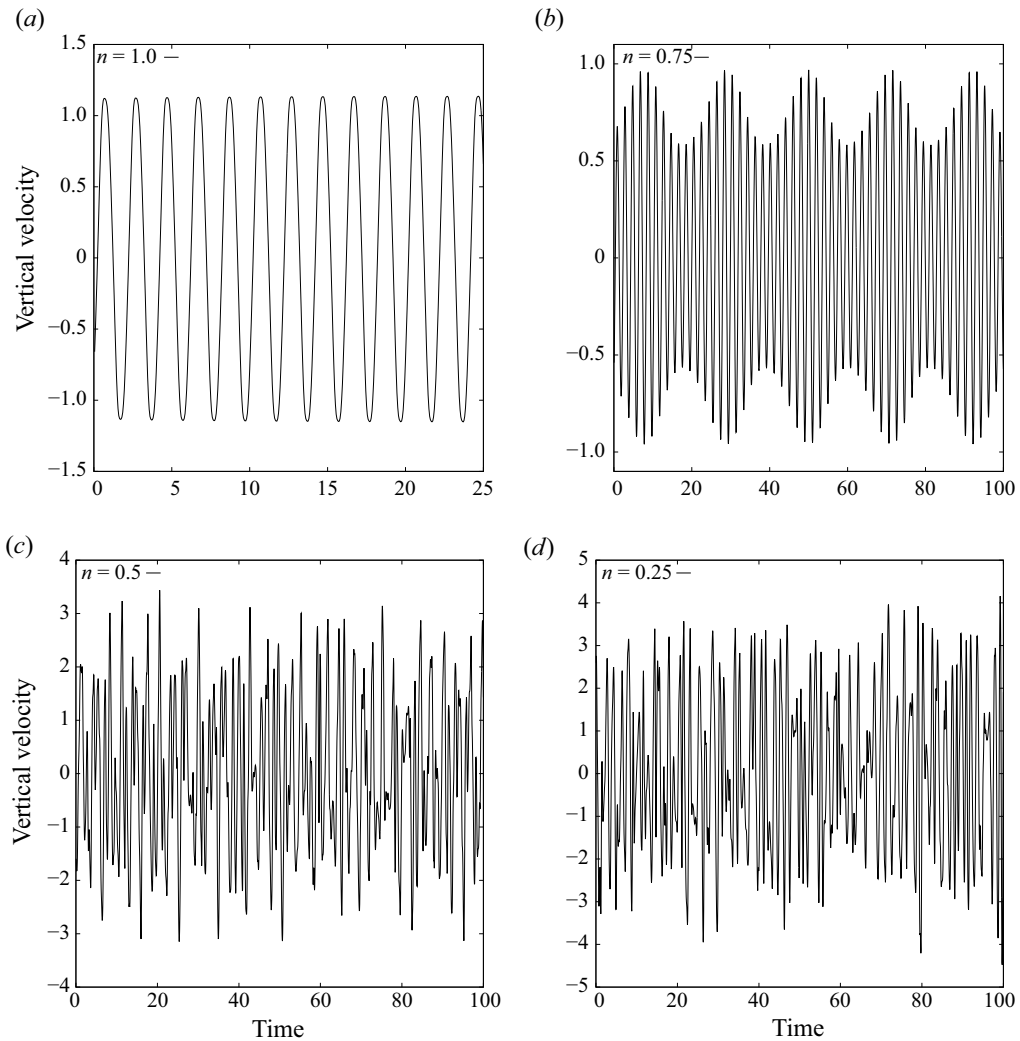 (a)
n = 1.0
1.5
1.0
0.5
0
−0.5
−1.0
−1.5
Vertical velocity
0 5 10 15 20 25
(b)
n = 0.75
1.0
0.5
0
−0.5
−1.0
0 20 40 60 80 100
(c)
n = 0.5
4
3
2
1
0
−1
−2
−3
−4
Vertical velocity
0 20 40 60 80 100
Time
(d)
n = 0.25
5
4
3
2
1
0
−1
−2
−3
−4
−5
0 20 40 60 80 100
Time